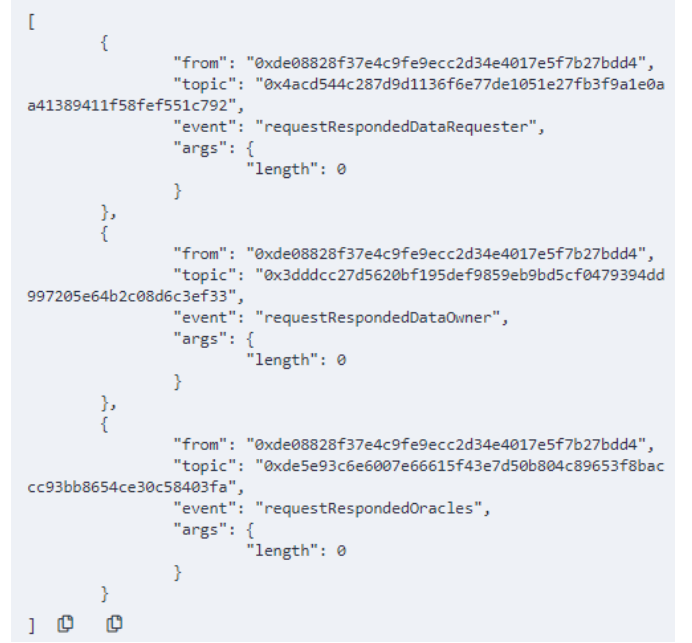 [
{
"from": "0xde08828f37e4c9fe9ecc2d34e4017e5f7b27bdd4",
"topic": "0x4acd544c287d9d1136f6e77de1051e27fb3f9a1e0a
a41389411f58fef551c792",
"event": "requestRespondedDataRequester",
"args": {
"length": 0
}
},
{
"from": "0xde08828f37e4c9fe9ecc2d34e4017e5f7b27bdd4",
"topic": "0x3dddcc27d5620bf195def9859eb9bd5cf0479394dd
997205e64b2c08d6c3ef33",
"event": "requestRespondedDataOwner",
"args": {
"length": 0
}
},
{
"from": "0xde08828f37e4c9fe9ecc2d34e4017e5f7b27bdd4",
"topic": "0xde5e93c6e6007e66615f43e7d50b804c89653f8bac
cc93bb8654ce30c58403fa",
"event": "requestRespondedOracles",
"args": {
"length": 0
}
}
]